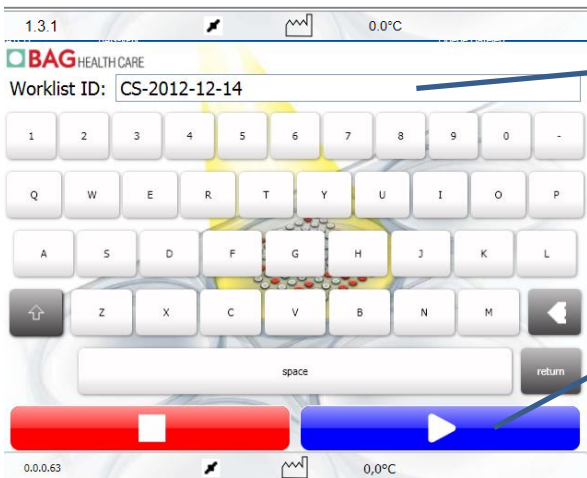 1.3.1 0.0°C
BAG HEALTH CARE
Worklist ID: CS-2012-12-14
1 2 3 4 5 6 7 8 9 0 -
Q W E R T Y U I O P
A S D F G H J K L
Z X C V B N M
space return
0.0.0.63 0,0°C